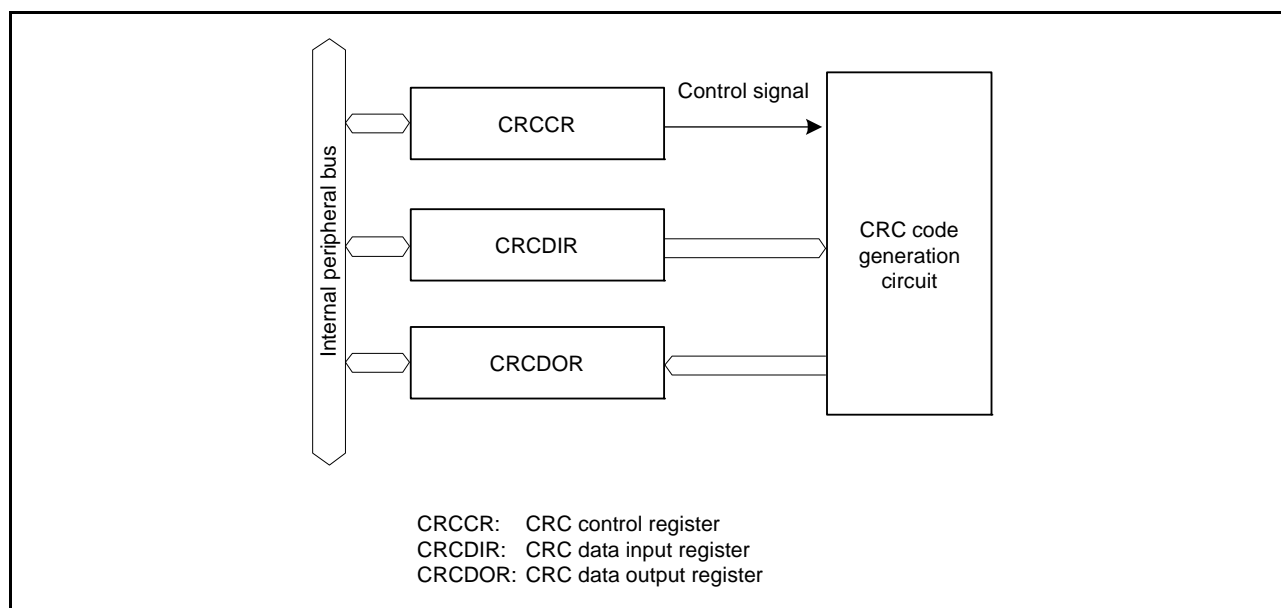 Control signal
CRCCR
Internal peripheral bus
CRCDIR
CRC code
generation
circuit
CRCDOR
CRCCR: CRC control register
CRCDIR: CRC data input register
CRCDOR: CRC data output register